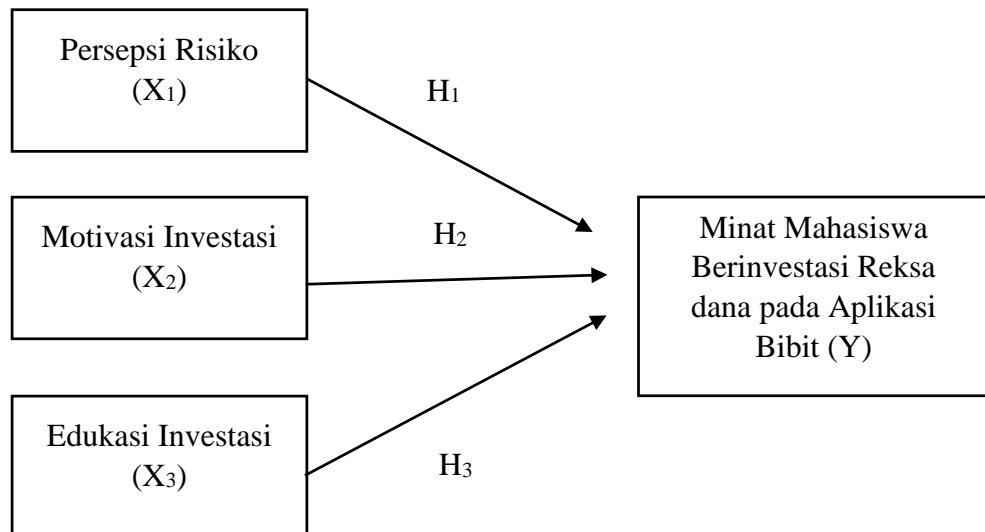 Persepsi Risiko
(X₁)
H₁
Motivasi Investasi
(X₂)
H₂
Minat Mahasiswa
Berinvestasi Reksa
dana pada Aplikasi
Bibit (Y)
Edukasi Investasi
(X₃)
H₃